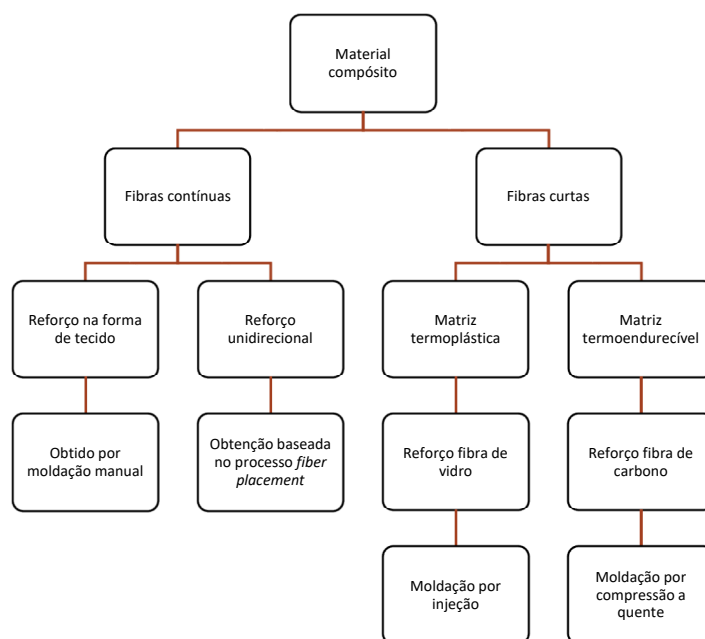 Material
compósito
Fibras contínuas
Fibras curtas
Reforço na forma
de tecido
Reforço
unidirecional
Matriz
termoplástica
Matriz
termoendurecível
Obtido por
moldação manual
Obtenção baseada
no processo fiber
placement
Reforço fibra de
vidro
Reforço fibra de
carbono
Moldação por
injeção
Moldação por
compressão a
quente